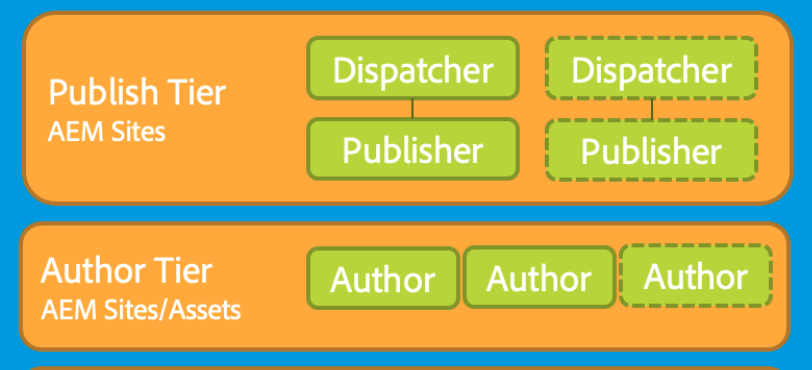 Publish Tier
AEM Sites
Dispatcher
Dispatcher
Publisher
Publisher
Author Tier
AEM Sites/Assets
Author
Author
Author